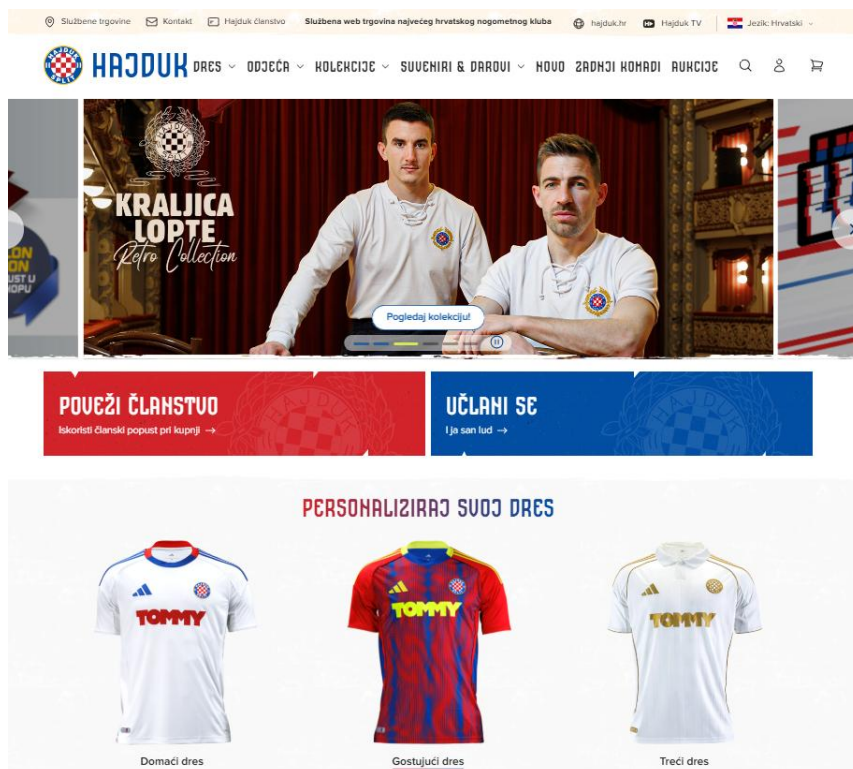 Službene trgovine
Kontakt
Hajduk članstvo
Službena web trgovina najvećeg hrvatskog nogometnog kluba
hajduk.hr
Hajduk TV
Jezik: Hrvatski
HAJDUK
DRES
ODJEĆA
KOLEKCIJE
SUVENIRI & DAROVI
NOVO
ZADNJI KOMADI
AUKCIJE
KRALJICA
LOPTE
Retro Collection
Pogledaj kolekciju!
POVEŽI ČLANSTVO
Iskoristi članski popust pri kupnji →
UČLANI SE
I ja san lud →
PERSONALIZIRAJ SVOJ DRES
TOMMY
TOMMY
TOMMY
Domaći dres
Gostujući dres
Treći dres